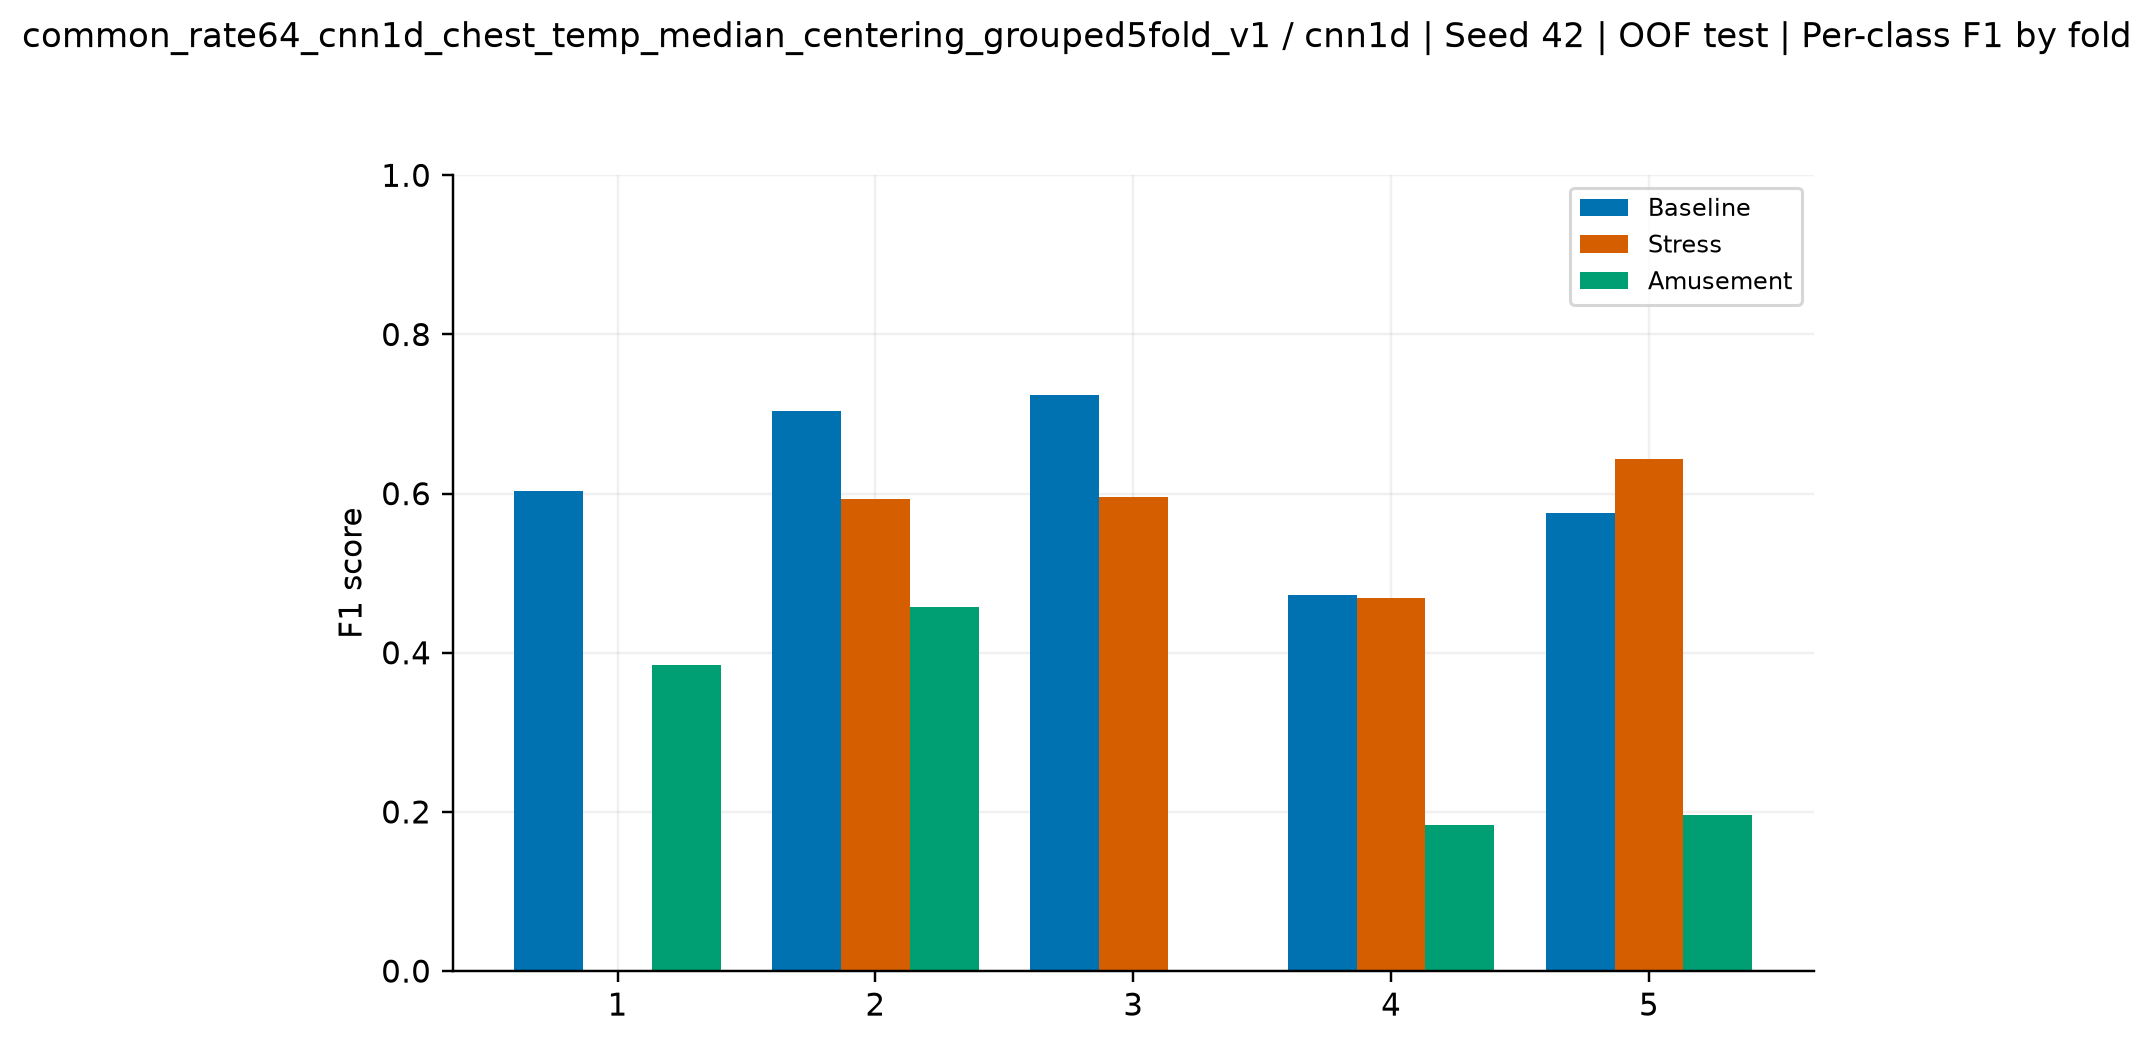 common_rate64_cnn1d_chest_temp_median_centering_grouped5fold_v1 / cnn1d | Seed 42 | OOF test | Per-class F1 by fold
1.0
0.8
0.6
0.4
0.2
0.0
F1 score
Baseline
Stress
Amusement
1 2 3 4 5